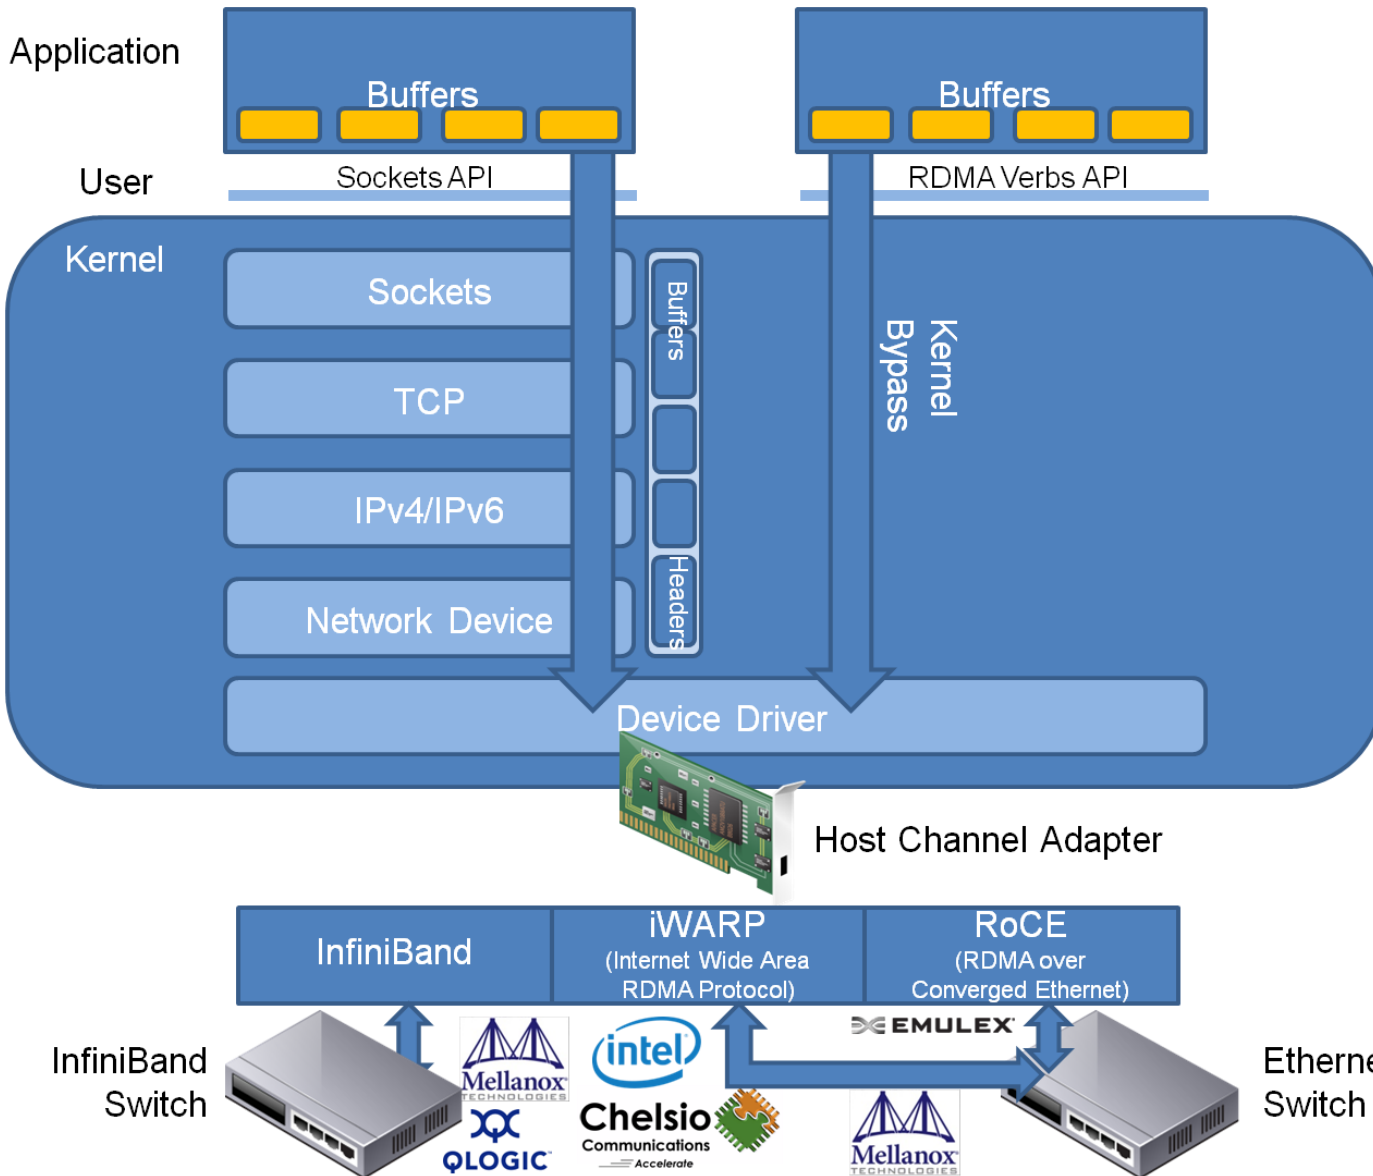 Application
Buffers
Buffers
User
Sockets API
RDMA Verbs API
Kernel
Sockets
TCP
IPv4/IPv6
Network Device
Buffers
Headers
Kernel
Bypass
Device Driver
Host Channel Adapter
InfiniBand
iWARP
(Internet Wide Area
RDMA Protocol)
RoCE
(RDMA over
Converged Ethernet)
InfiniBand
Switch
Mellanox
TECHNOLOGIES
QLOGIC
intel
Chelsio
Communications
Accelerate
EMULEX
Mellanox
TECHNOLOGIES
Etherne
Switch